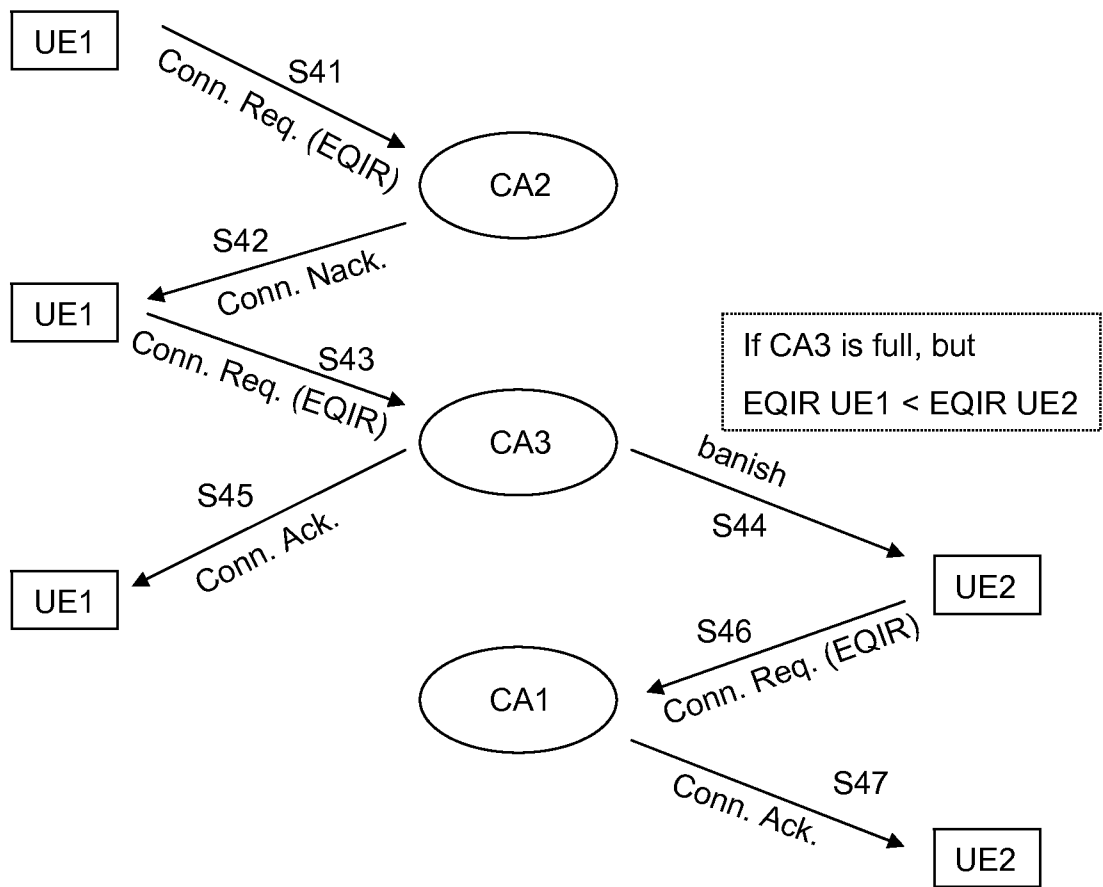 UE1
S41
Conn. Req. (EQIR)
CA2
S42
Conn. Nack.
UE1
S43
Conn. Req. (EQIR)
If CA3 is full, but
EQIR UE1 < EQIR UE2
CA3
banish
S44
S45
Conn. Ack.
UE1
UE2
S46
Conn. Req. (EQIR)
CA1
S47
Conn. Ack.
UE2